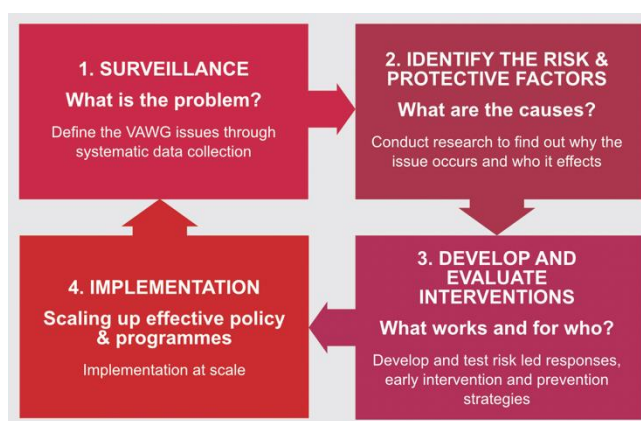 1. SURVEILLANCE
What is the problem?
Define the VAWG issues through
systematic data collection
2. IDENTIFY THE RISK &
PROTECTIVE FACTORS
What are the causes?
Conduct research to find out why the
issue occurs and who it effects
3. DEVELOP AND
EVALUATE
INTERVENTIONS
What works and for who?
Develop and test risk led responses,
early intervention and prevention
strategies
4. IMPLEMENTATION
Scaling up effective policy
& programmes
Implementation at scale